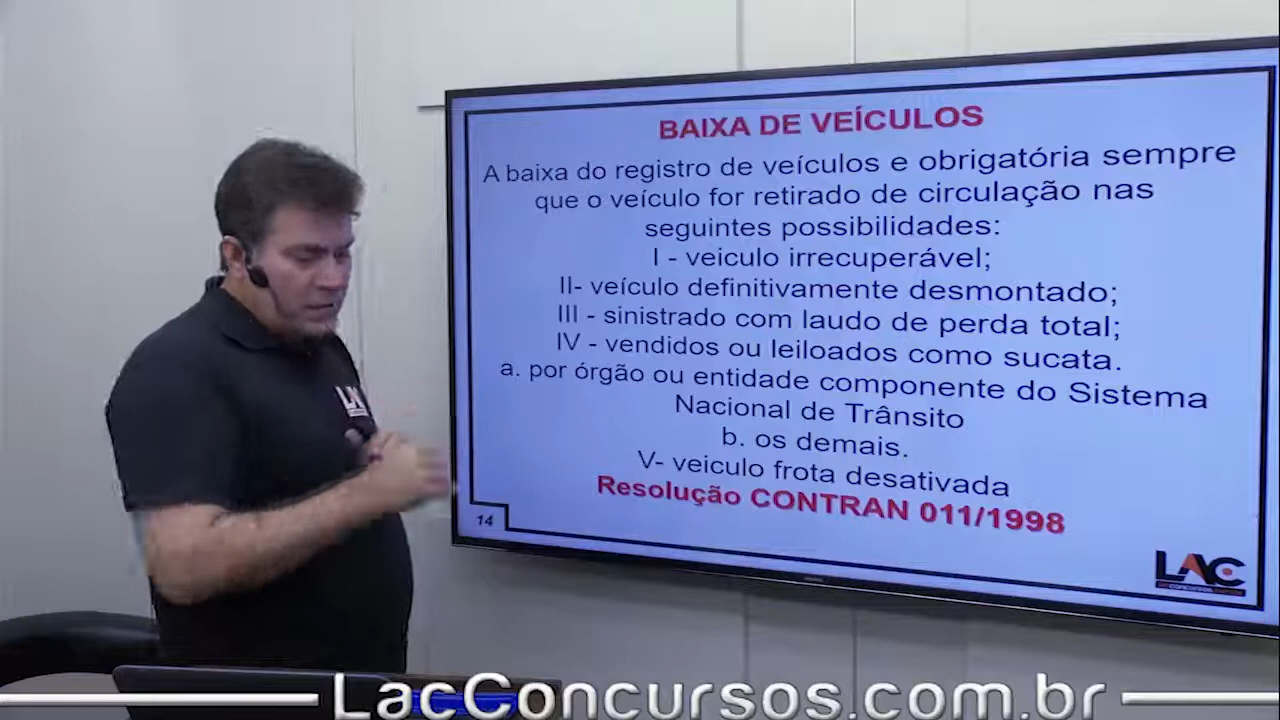 BAIXA DE VEÍCULOS
A baixa do registro de veículos e obrigatória sempre
que o veículo for retirado de circulação nas
seguintes possibilidades:
I - veiculo irrecuperável;
II- veículo definitivamente desmontado;
III - sinistrado com laudo de perda total;
IV - vendidos ou leiloados como sucata.
a. por órgão ou entidade componente do Sistema
Nacional de Trânsito
b. os demais.
V- veiculo frota desativada
Resolução CONTRAN 011/1998
14
LAC
LAC
LacConcursos.com.br